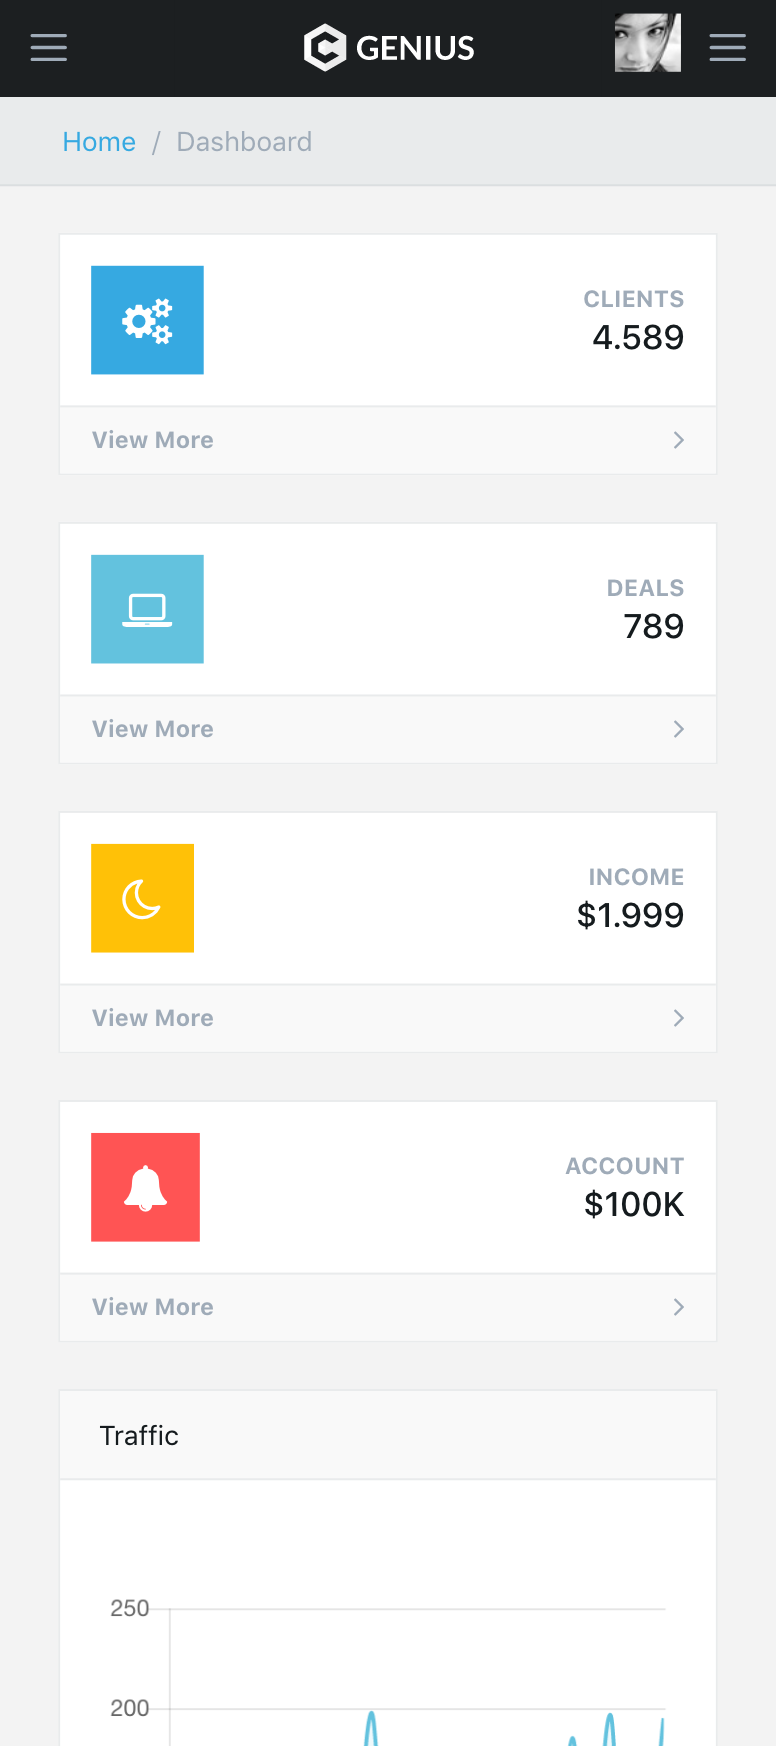 GENIUS
Home / Dashboard
CLIENTS
4.589
View More
DEALS
789
View More
INCOME
$1.999
View More
ACCOUNT
$100K
View More
Traffic
250
200